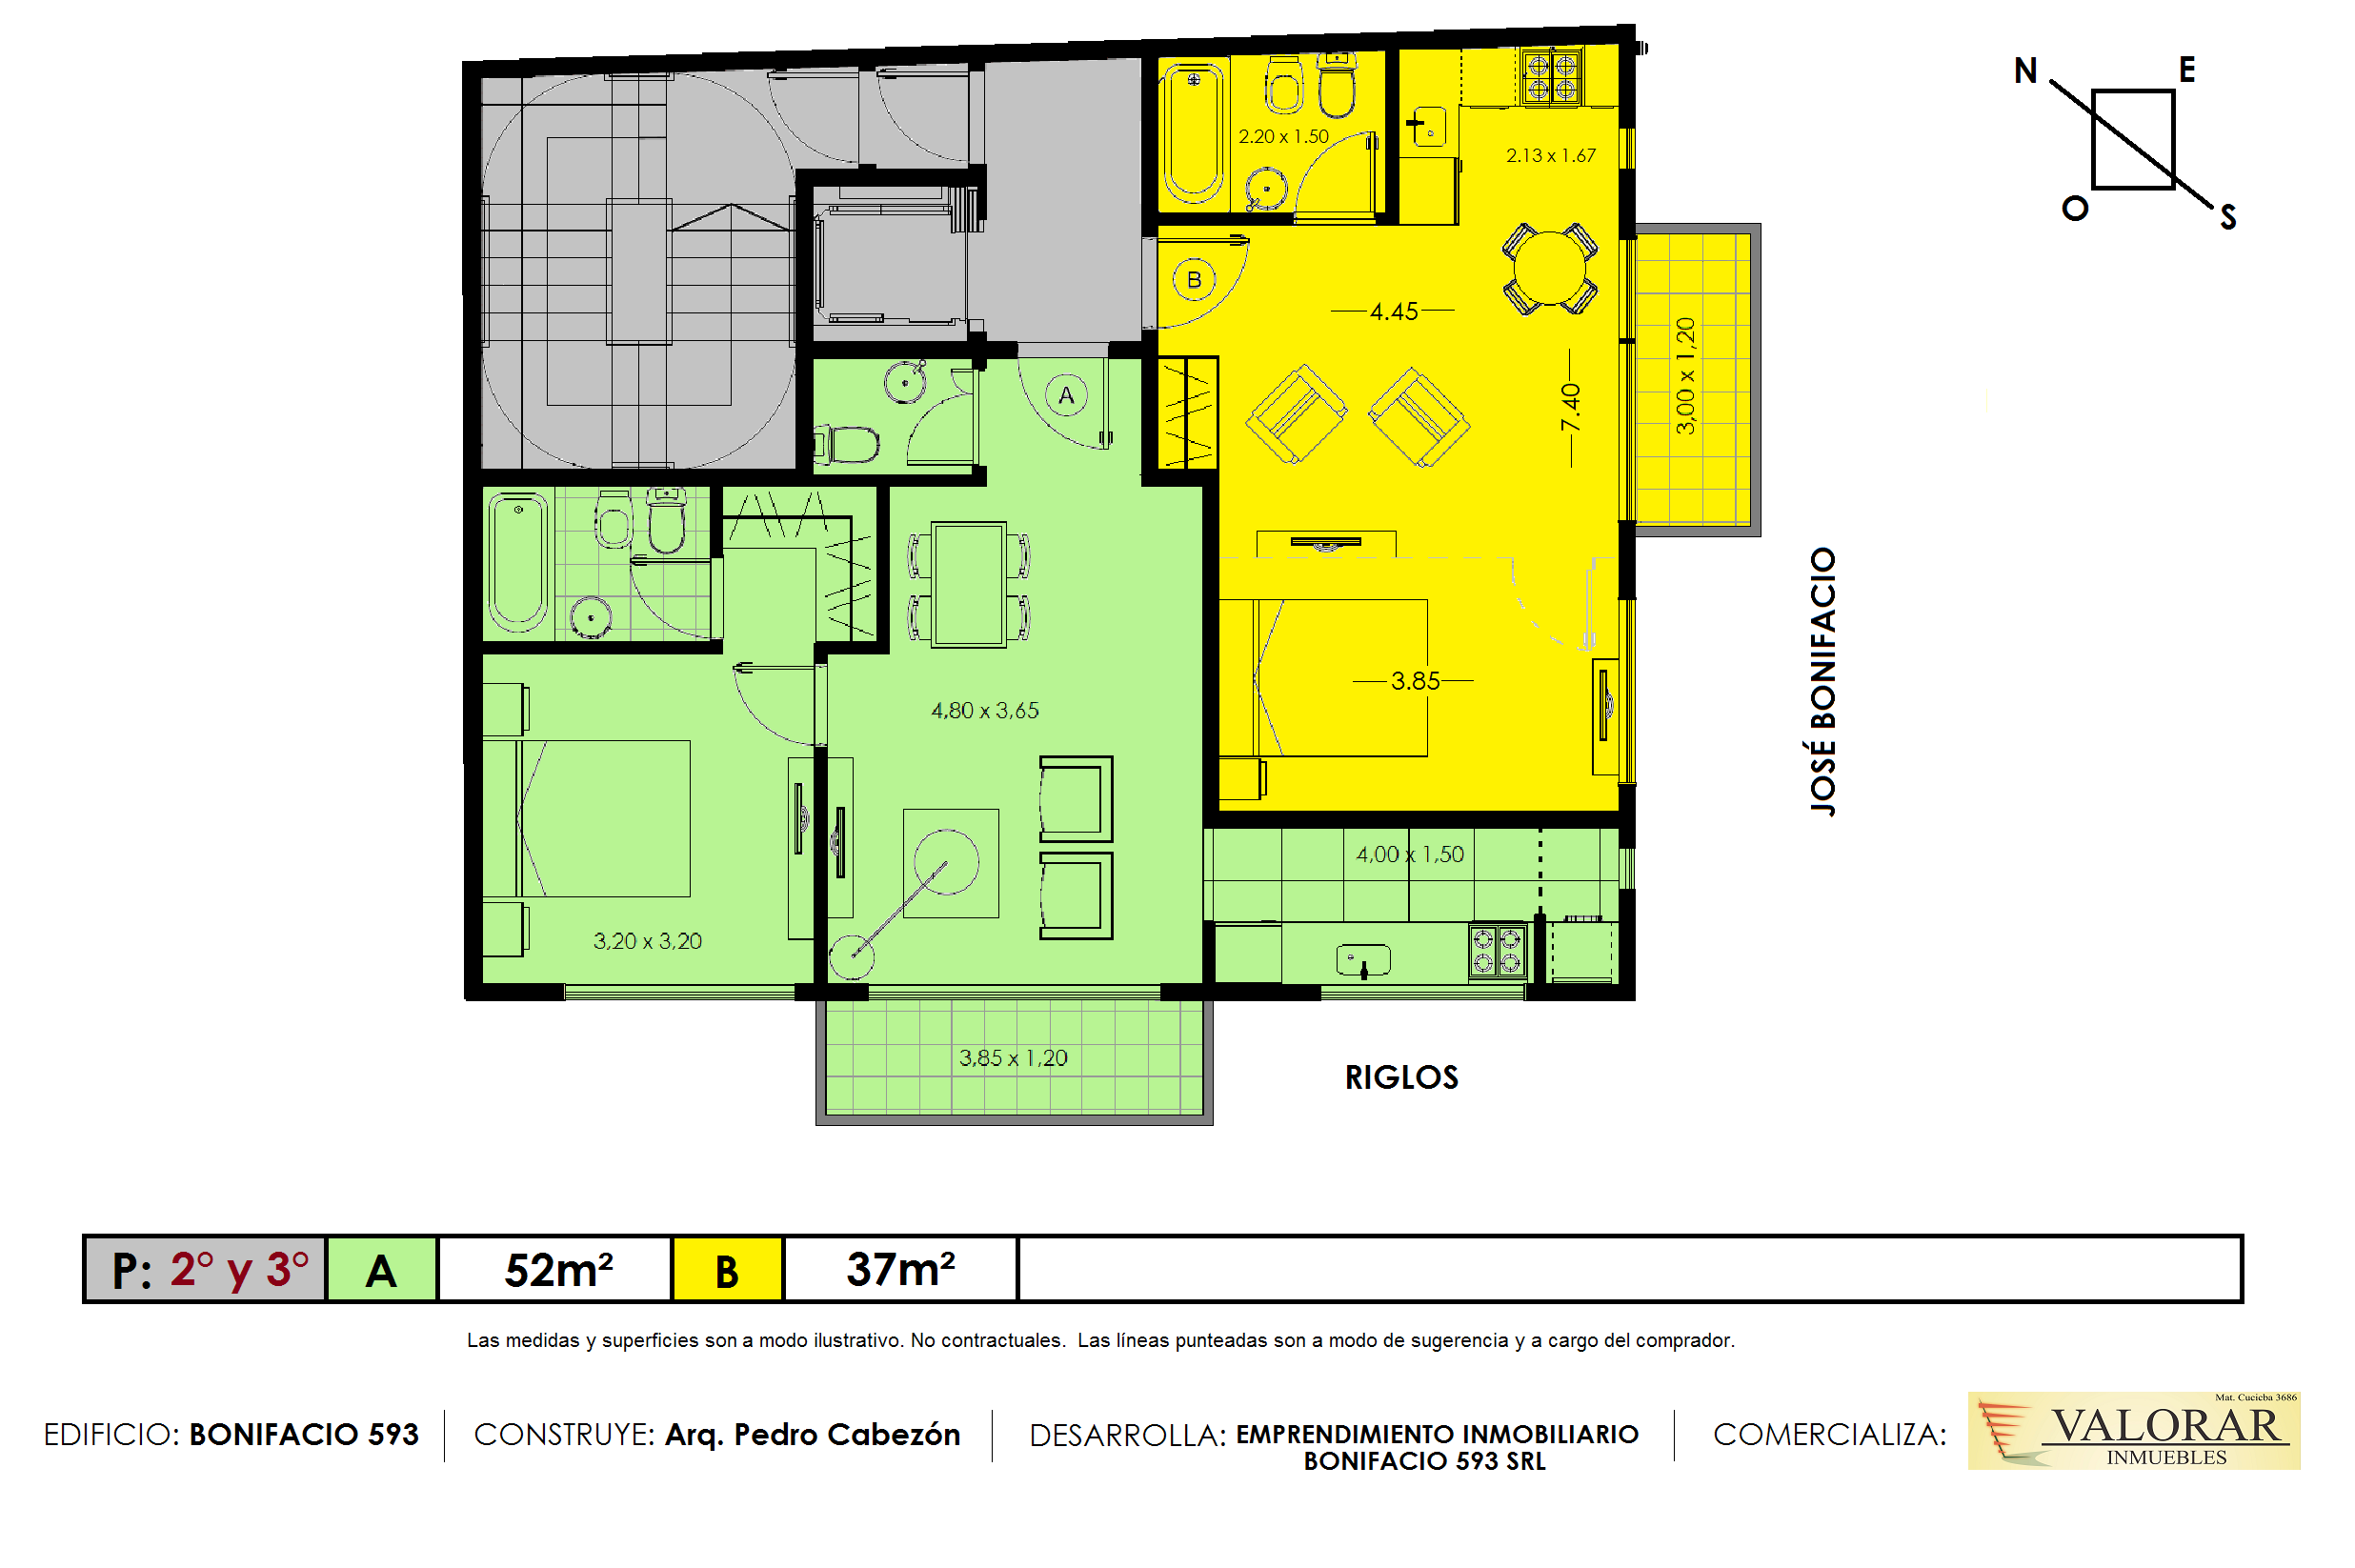 N
E
O
S
2.20 x 1.50
2.13 x 1.67
B
4.45
3,00 x 1,20
7.40
A
JOSÉ BONIFACIO
3.85
4,80 x 3,65
4,00 x 1,50
3,20 x 3,20
3,85 x 1,20
RIGLOS
P: 2° y 3° A 52m² B 37m²
Las medidas y superficies son a modo ilustrativo. No contractuales. Las líneas punteadas son a modo de sugerencia y a cargo del comprador.
EDIFICIO: BONIFACIO 593
CONSTRUYE: Arq. Pedro Cabezón
DESARROLLA: EMPRENDIMIENTO INMOBILIARIO
BONIFACIO 593 SRL
COMERCIALIZA:
Mat. Cucicba 3686
VALORAR
INMUEBLES